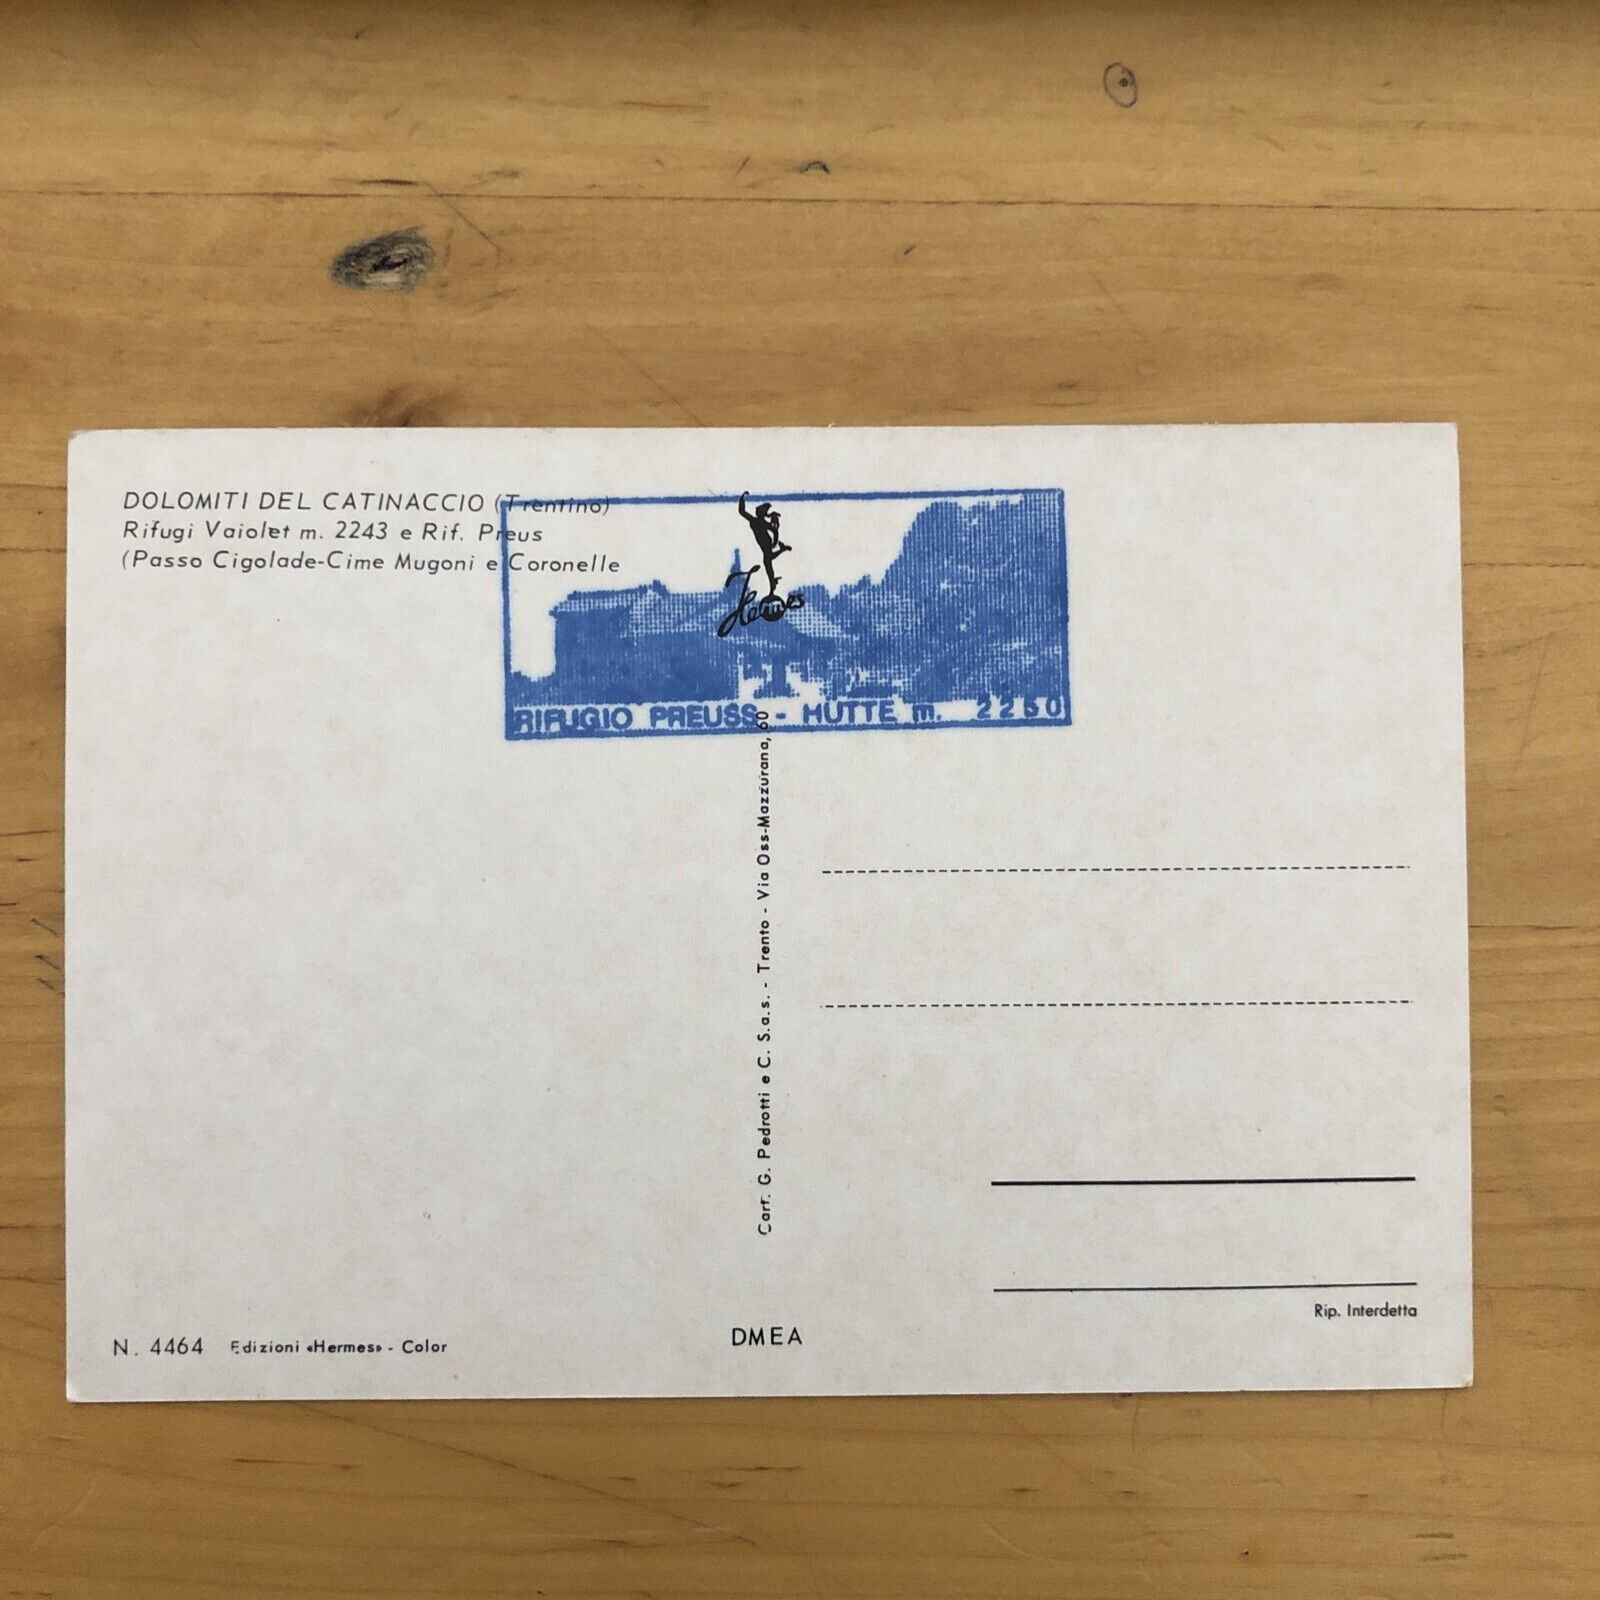 DOLOMITI DEL CATINACCIO (Trentino)
Rifugi Vaiolet m. 2243 e Rif. Preus
(Passo Cigolade-Cime Mugoni e Coronelle
Hermes
RIFUGIO PREUSS - HUTTE m. 2250
Cart. G. Pedrotti e C. S.a.s. - Trento - Via Oss-Mazzurana, 60
Rip. Interdetta
DMEA
N. 4464 Edizioni «Hermes» - Color